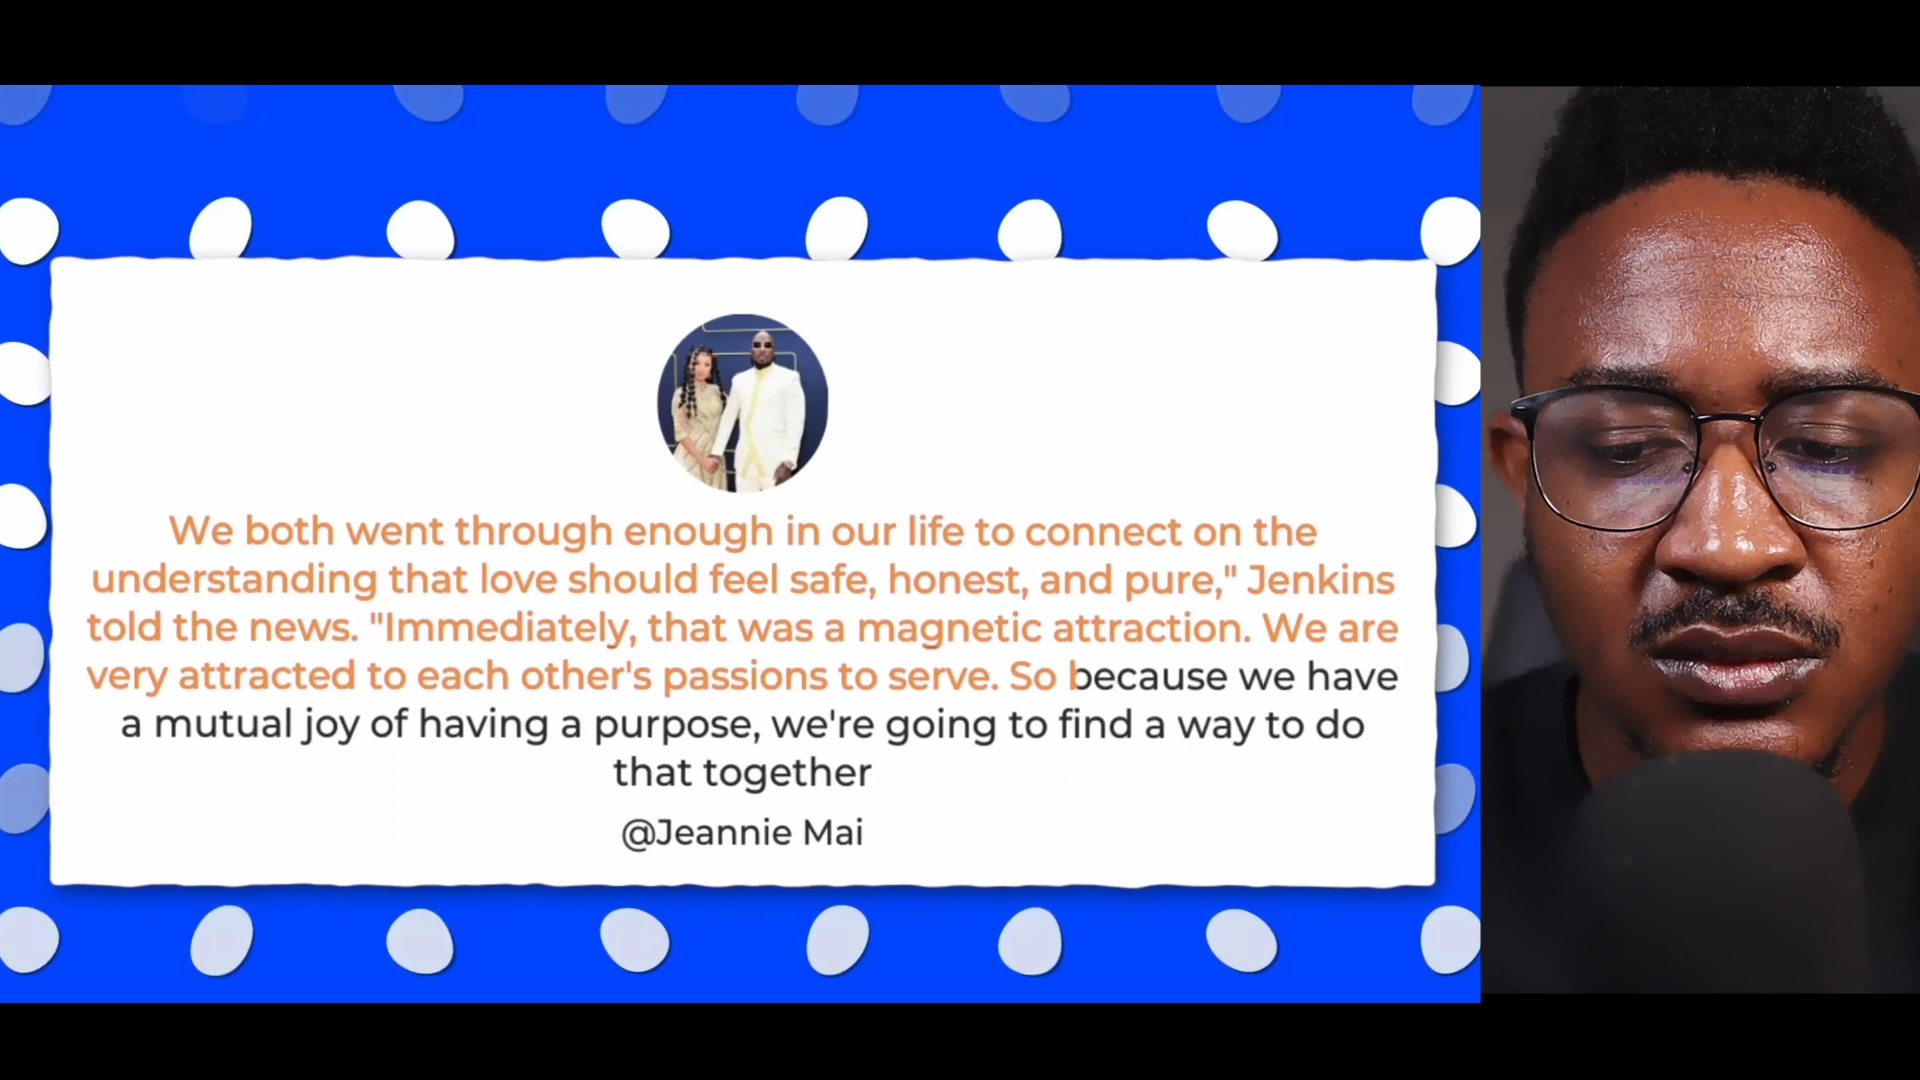 We both went through enough in our life to connect on the
understanding that love should feel safe, honest, and pure," Jenkins
told the news. "Immediately, that was a magnetic attraction. We are
very attracted to each other's passions to serve. So because we have
a mutual joy of having a purpose, we're going to find a way to do
that together
@Jeannie Mai